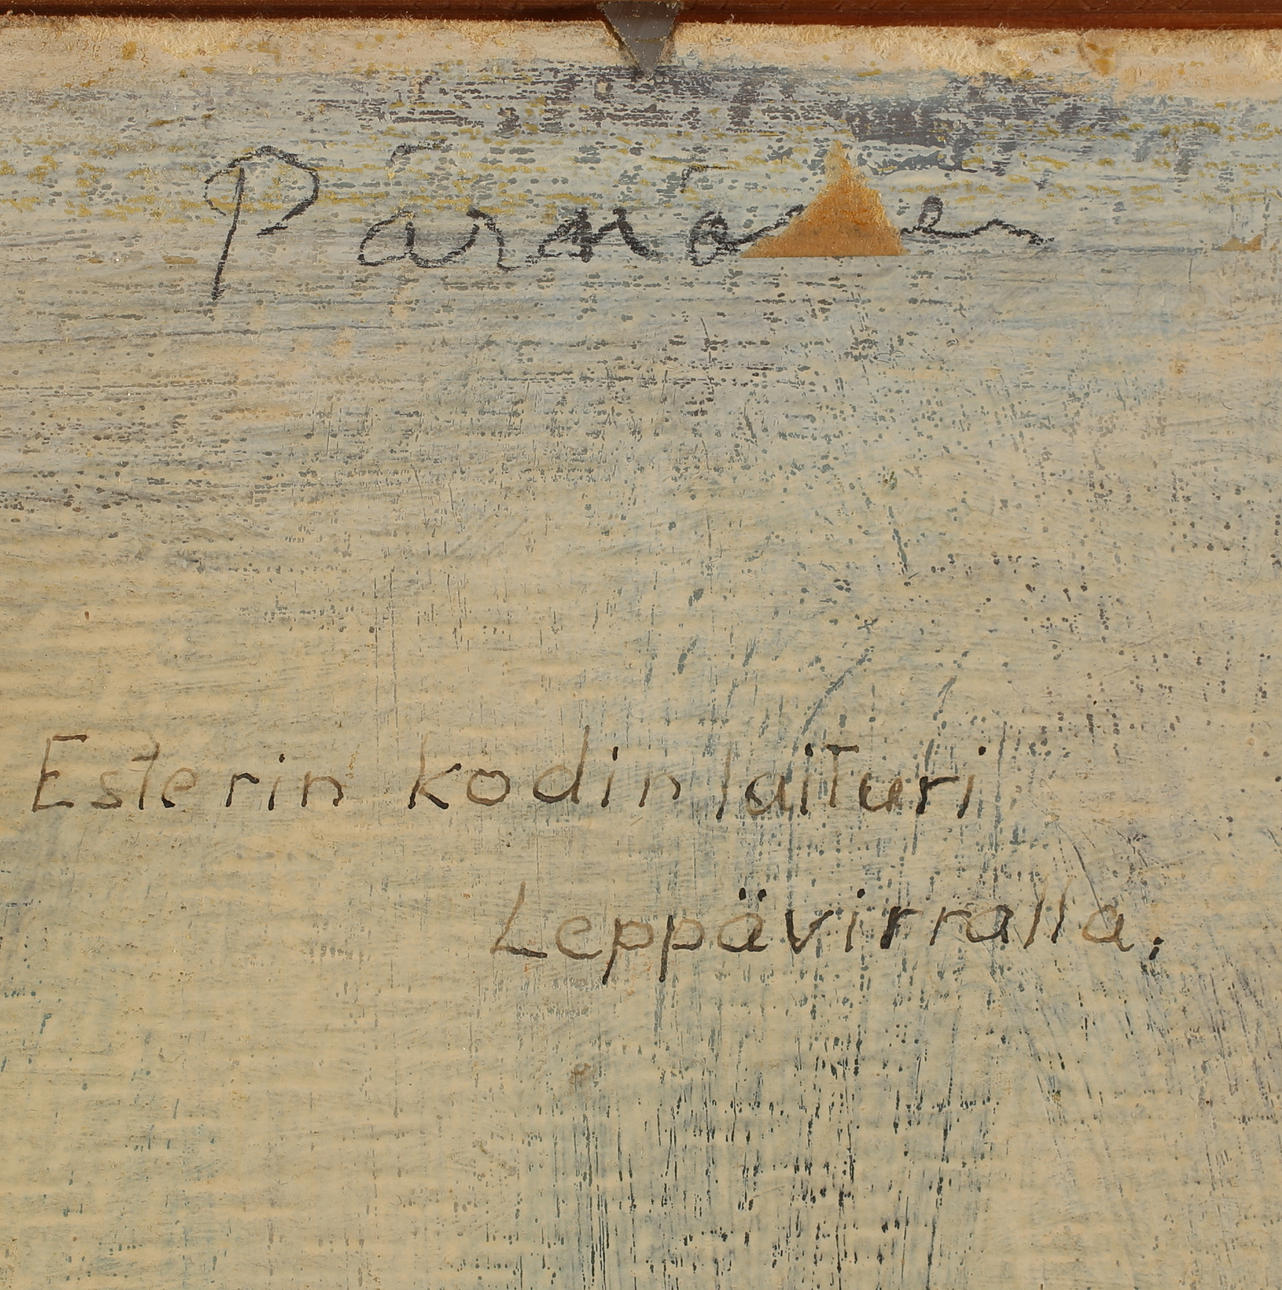 Pärnänen
Esterin kodin laituri
Leppävirralla;